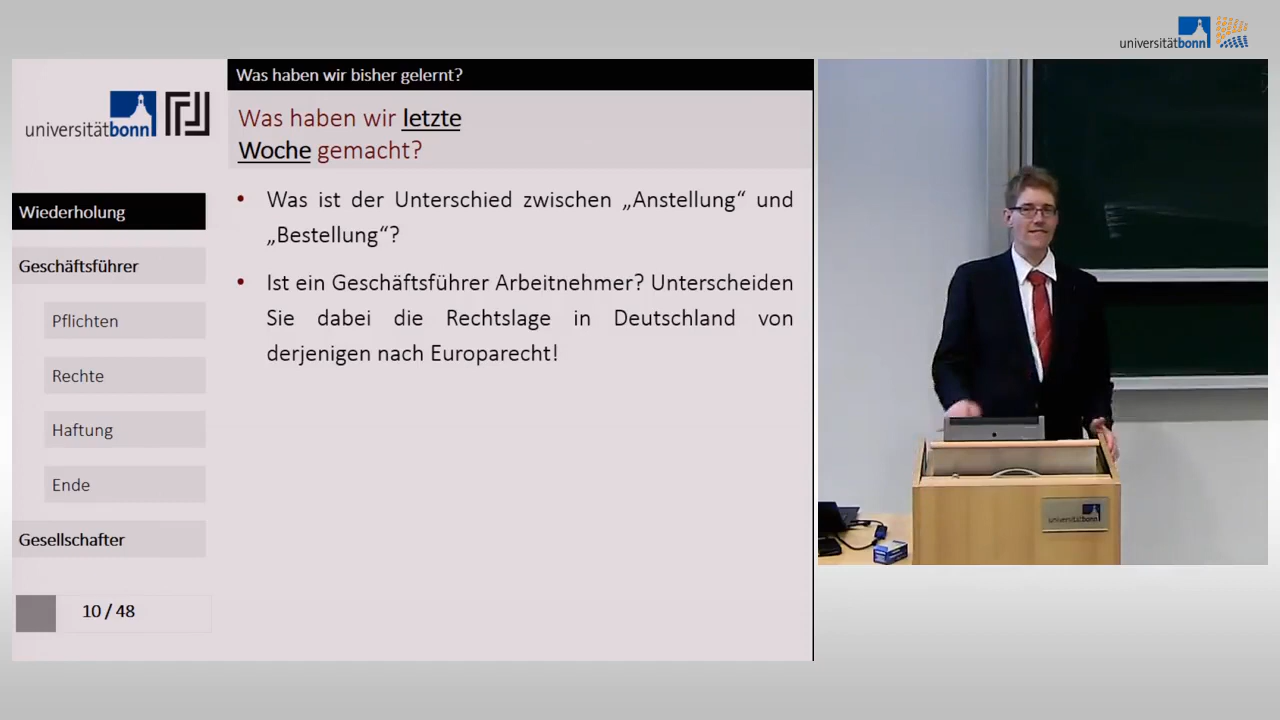 universitätbonn
Was haben wir bisher gelernt?
universitätbonn
Was haben wir letzte
Woche gemacht?
Wiederholung
Geschäftsführer
Pflichten
Rechte
Haftung
Ende
Gesellschafter
10 / 48
• Was ist der Unterschied zwischen „Anstellung“ und
„Bestellung“?
• Ist ein Geschäftsführer Arbeitnehmer? Unterscheiden
Sie dabei die Rechtslage in Deutschland von
derjenigen nach Europarecht!
universitätbonn